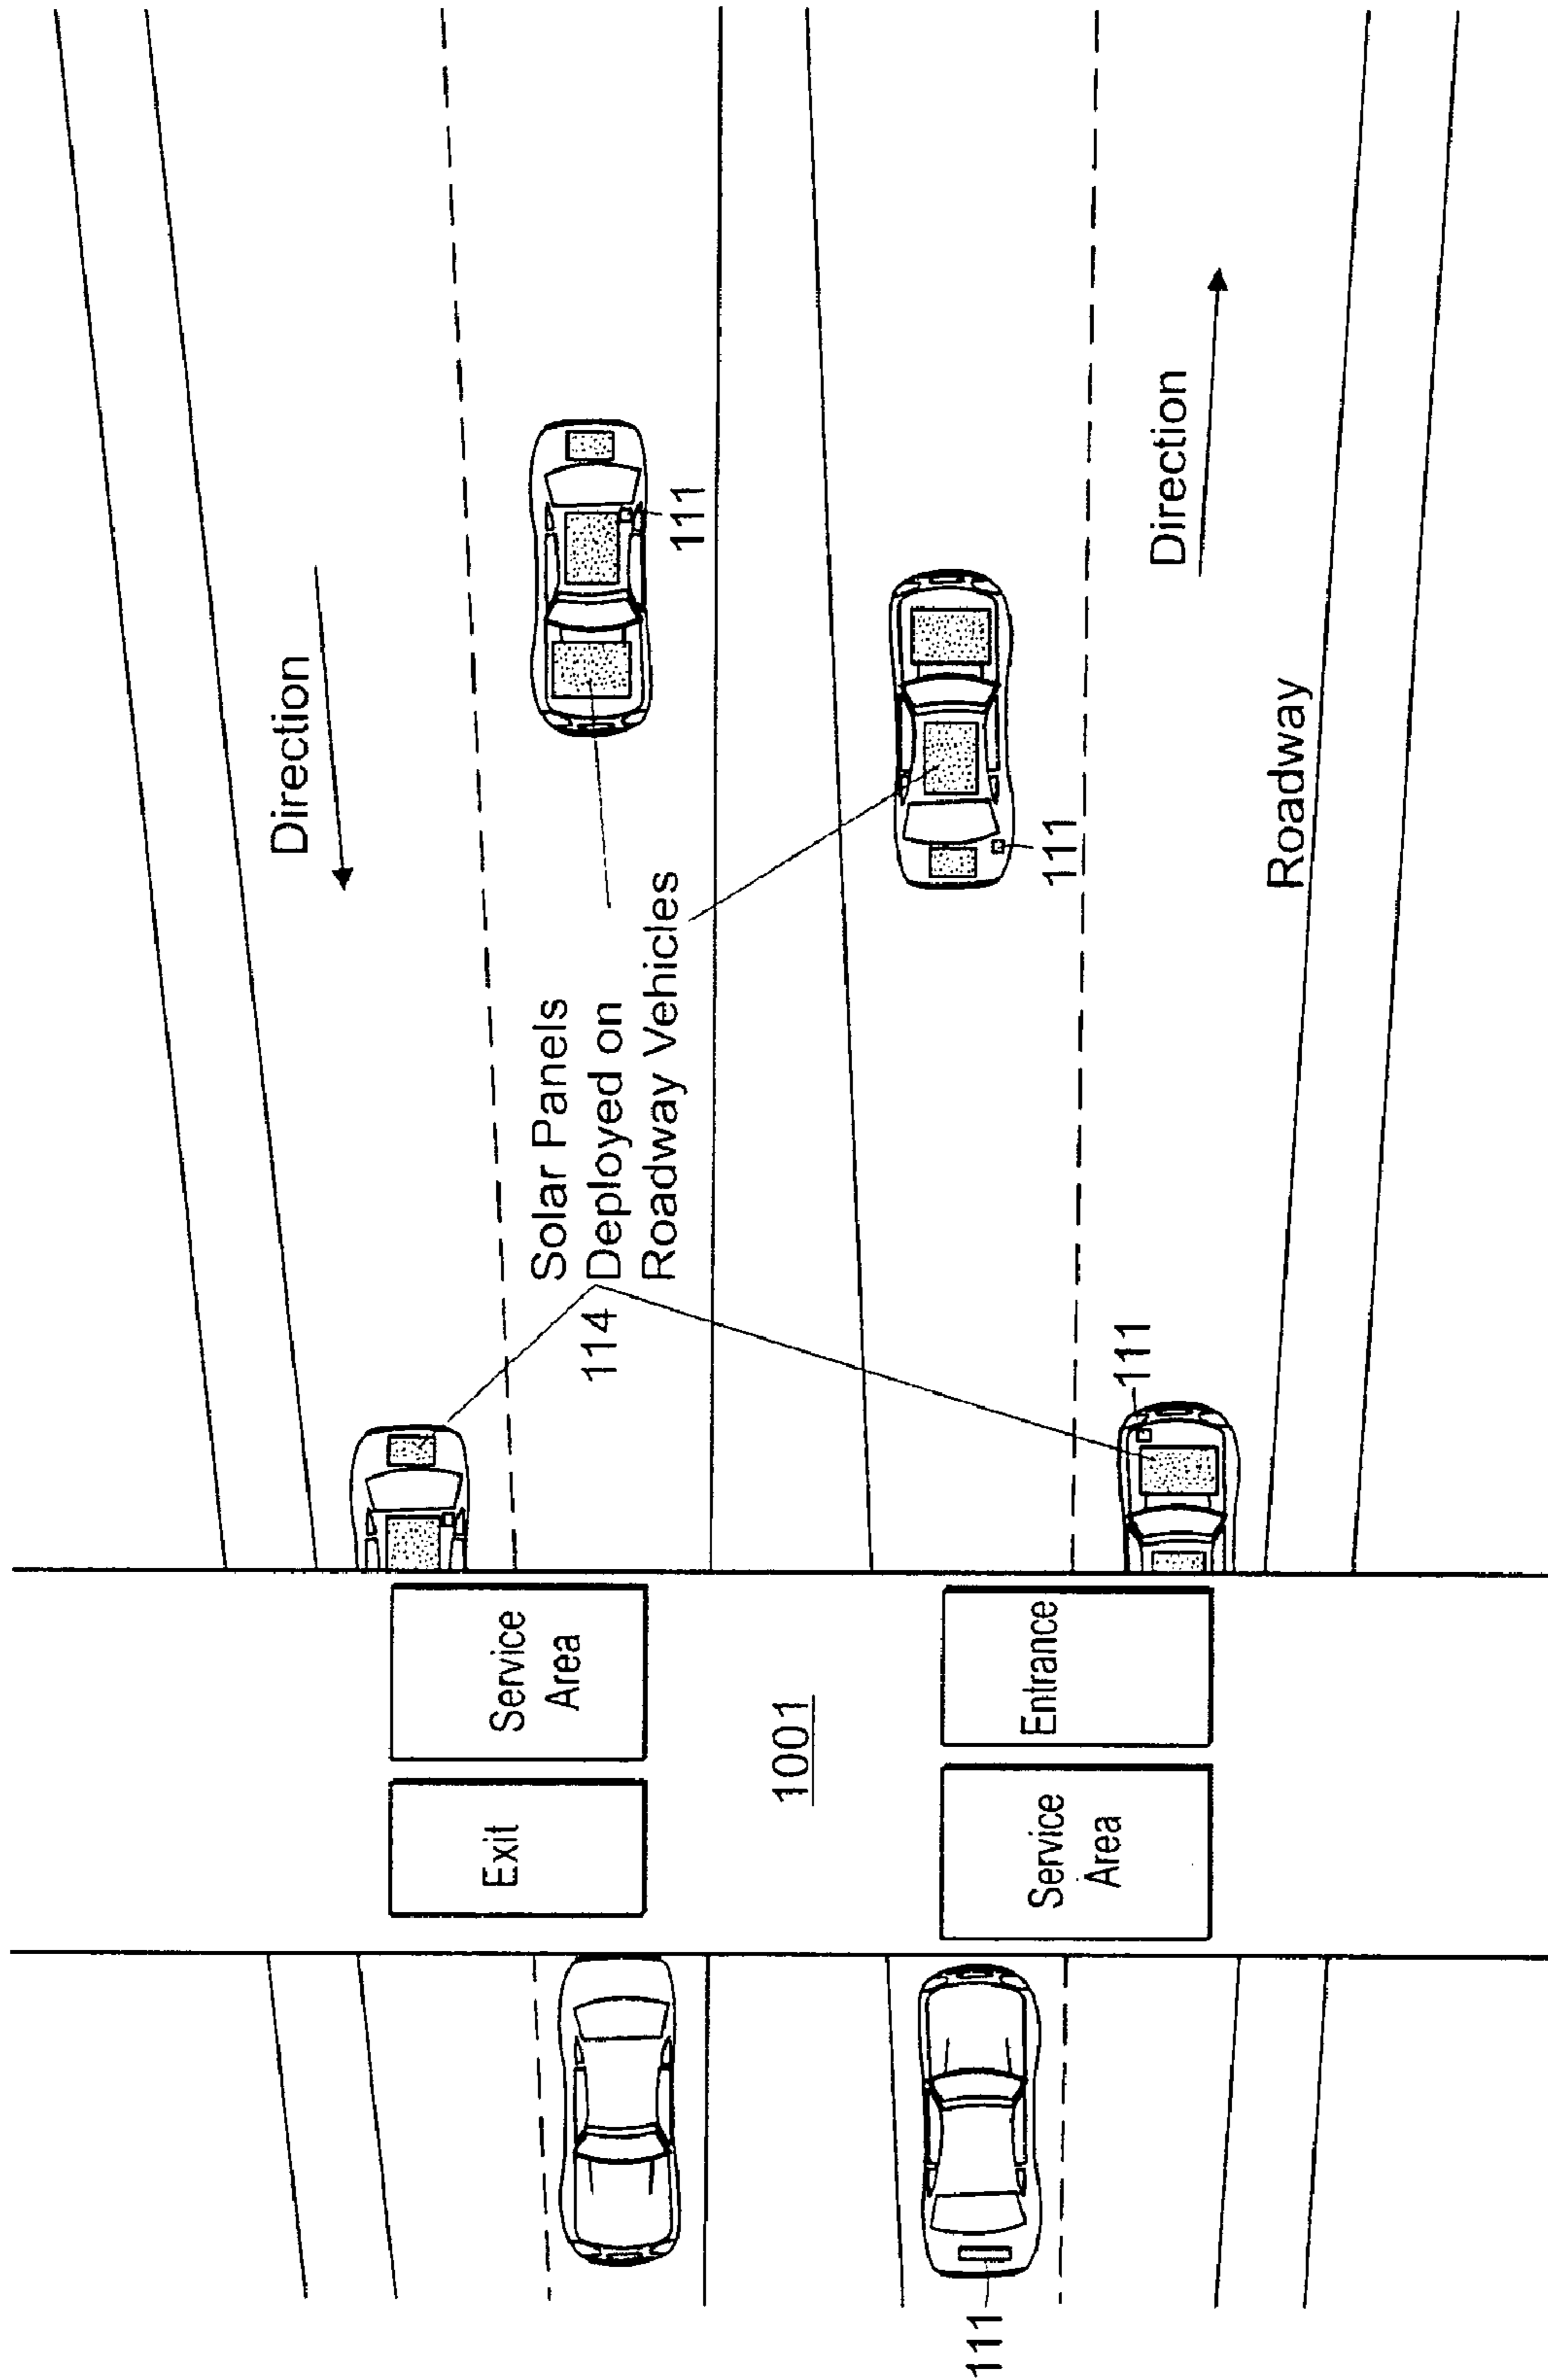 Direction
111
Solar Panels
114 Deployed on
Roadway Vehicles
111
Direction
Roadway
111
Service
Area
Exit
1001
Entrance
Service
Area
111